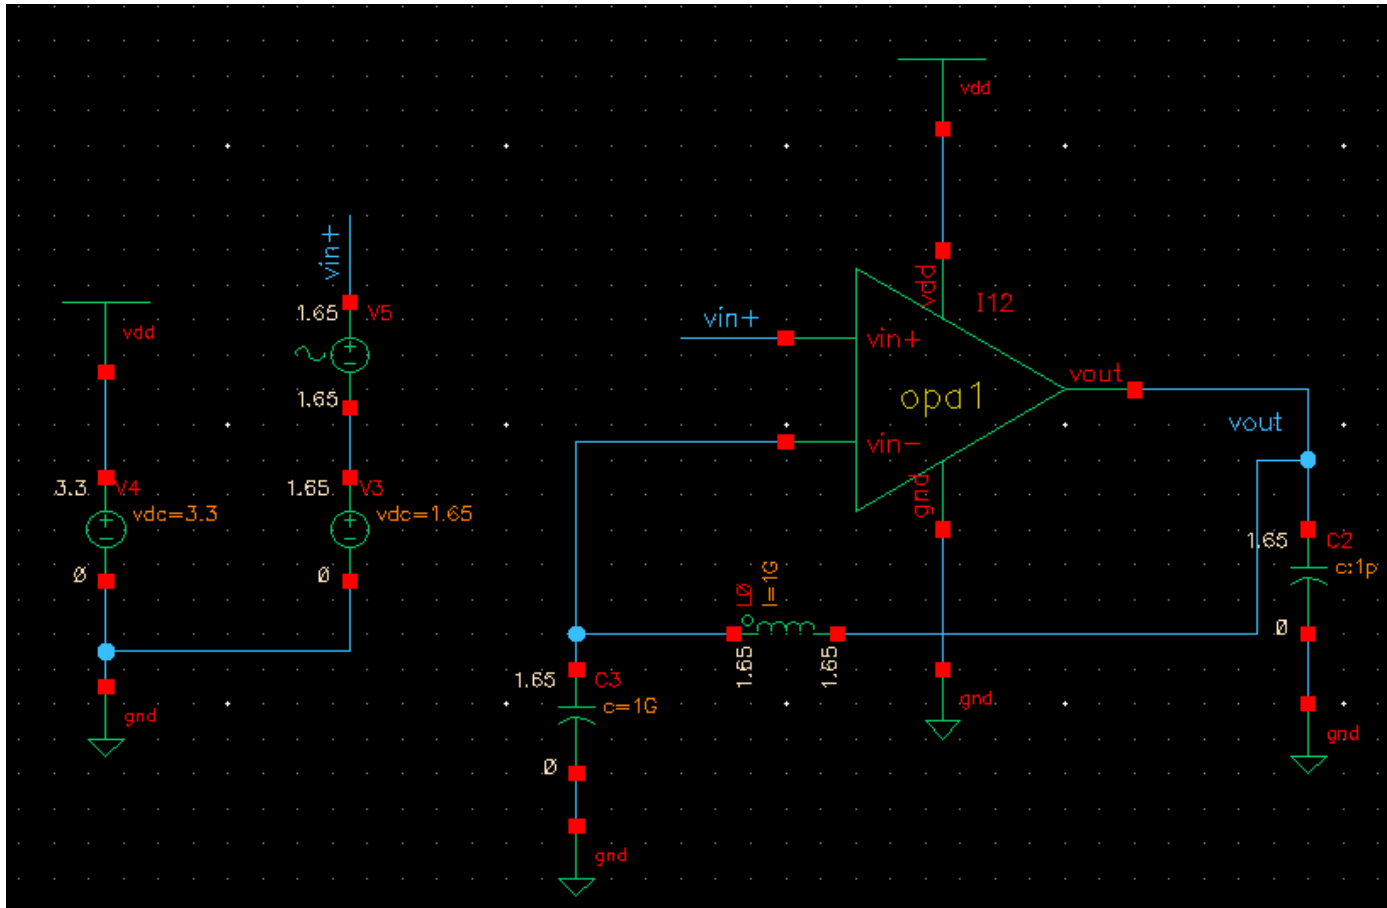 vdd
vin+
1.65
V5
1.65
vdd
3.3
V4
vdc=3.3
1.65
V3
vdc=1.65
Ø
Ø
gnd
vdd
vdd
I12
vin+
vin+
opa1
vout
vin-
vout
gnd
LØ
l=1G
1.65
1.65
1.65
C2
c:1p
Ø
gnd
1.65
C3
c=1G
Ø
gnd
gnd